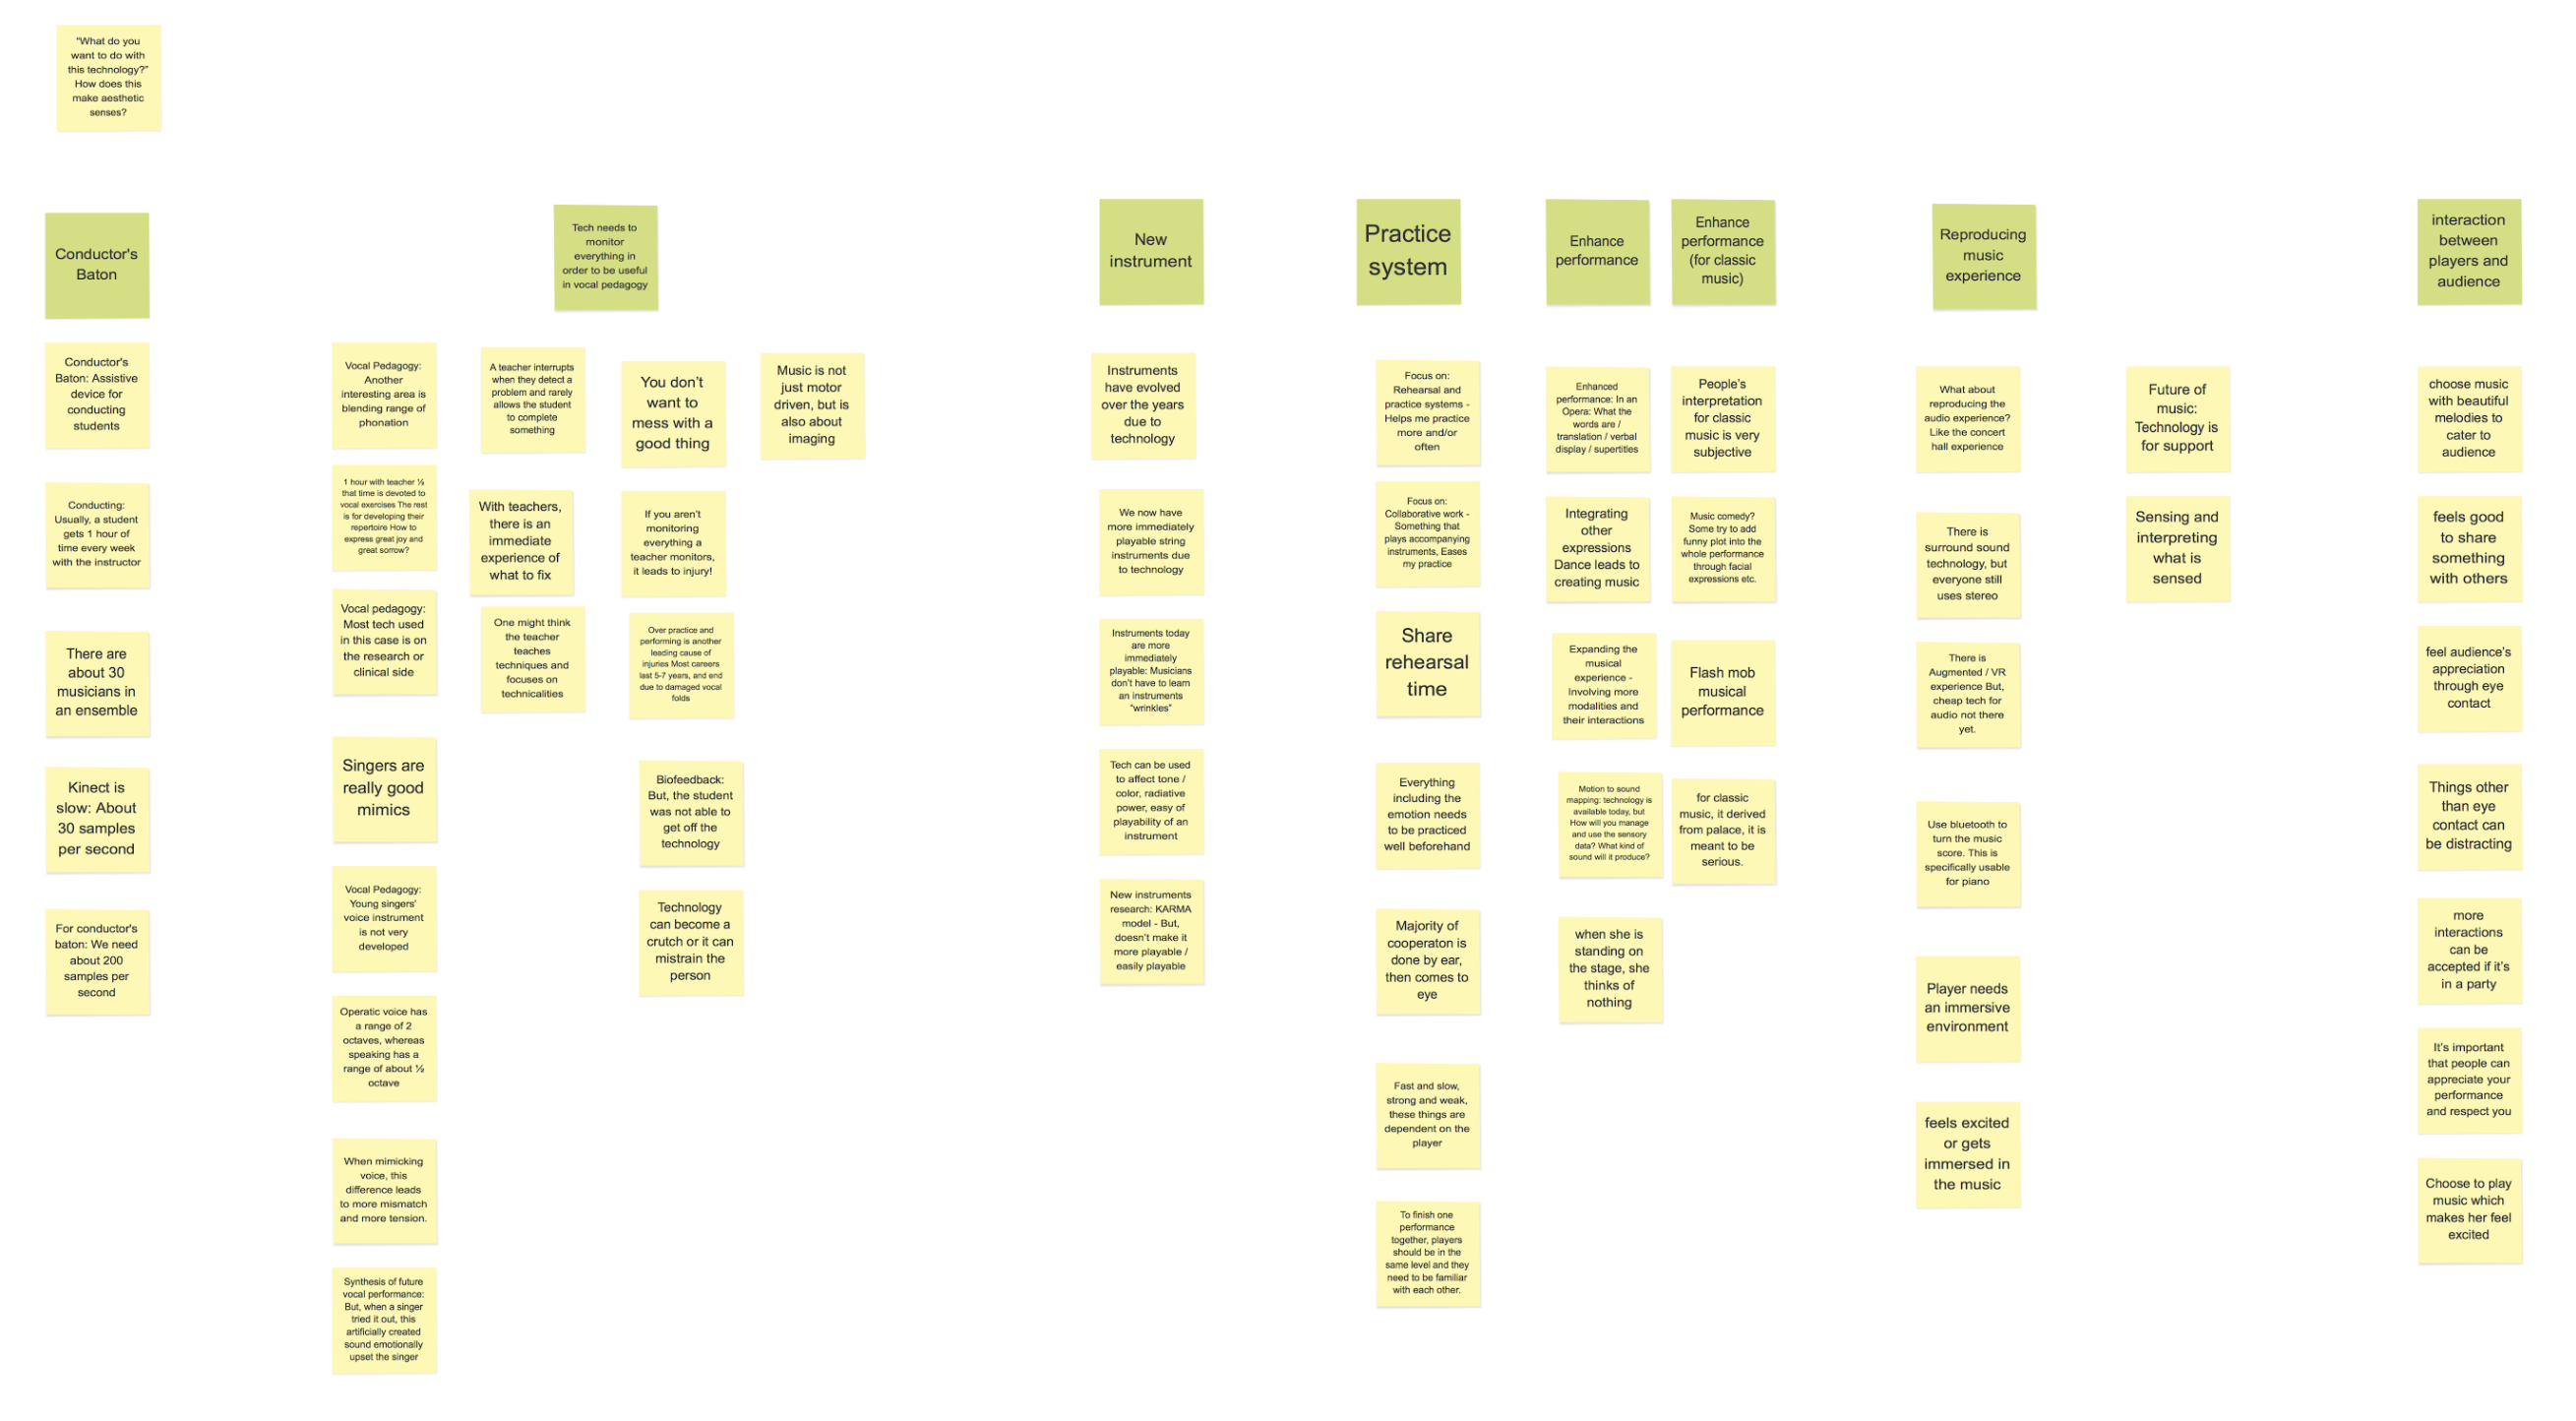 "What do you
want to do with
this technology?"
How does this
make aesthetic
senses?
Conductor's
Baton
Conductor's
Baton: Assistive
device for
conducting
students
Conducting:
Usually, a student
gets 1 hour of
time every week
with the instructor
There are
about 30
musicians in
an ensemble
Kinect is
slow: About
30 samples
per second
For conductor's
baton: We need
about 200
samples per
second
Tech needs to
monitor
everything in
order to be useful
in vocal pedagogy
Vocal Pedagogy:
Another
interesting area is
blending range of
phonation
1 hour with teacher ½
that time is devoted to
vocal exercises The rest
is for developing their
repertoire How to
express great joy and
great sorrow?
Vocal pedagogy:
Most tech used
in this case is on
the research or
clinical side
Singers are
really good
mimics
Vocal Pedagogy:
Young singers'
voice instrument
is not very
developed
Operatic voice has
a range of 2
octaves, whereas
speaking has a
range of about ½
octave
When mimicking
voice, this
difference leads
to more mismatch
and more tension.
Synthesis of future
vocal performance:
But, when a singer
tried it out, this
artificially created
sound emotionally
upset the singer
A teacher interrupts
when they detect a
problem and rarely
allows the student
to complete
something
With teachers,
there is an
immediate
experience of
what to fix
One might think
the teacher
teaches
techniques and
focuses on
technicalities
You don't
want to
mess with a
good thing
If you aren't
monitoring
everything a
teacher monitors,
it leads to injury!
Over practice and
performing is another
leading cause of
injuries Most careers
last 5-7 years, and end
due to damaged vocal
folds
Biofeedback:
But, the student
was not able to
get off the
technology
Technology
can become a
crutch or it can
mistrain the
person
Music is not
just motor
driven, but is
also about
imaging
New
instrument
Instruments
have evolved
over the years
due to
technology
We now have
more immediately
playable string
instruments due
to technology
Instruments today
are more
immediately
playable: Musicians
don't have to learn
an instruments
"wrinkles"
Tech can be used
to affect tone /
color, radiative
power, easy of
playability of an
instrument
New instruments
research: KARMA
model - But,
doesn't make it
more playable /
easily playable
Practice
system
Focus on:
Rehearsal and
practice systems -
Helps me practice
more and/or
often
Focus on:
Collaborative work -
Something that
plays accompanying
instruments, Eases
my practice
Share
rehearsal
time
Everything
including the
emotion needs
to be practiced
well beforehand
Majority of
cooperaton is
done by ear,
then comes to
eye
Fast and slow,
strong and weak,
these things are
dependent on the
player
To finish one
performance
together, players
should be in the
same level and they
need to be familiar
with each other.
Enhance
performance
Enhanced
performance: In an
Opera: What the
words are /
translation / verbal
display / supertitles
Integrating
other
expressions
Dance leads to
creating music
Expanding the
musical
experience -
Involving more
modalities and
their interactions
Motion to sound
mapping: technology is
available today, but
How will you manage
and use the sensory
data? What kind of
sound will it produce?
when she is
standing on
the stage, she
thinks of
nothing
Enhance
performance
(for classic
music)
People's
interpretation
for classic
music is very
subjective
Music comedy?
Some try to add
funny plot into the
whole performance
through facial
expressions etc.
Flash mob
musical
performance
for classic
music, it derived
from palace, it is
meant to be
serious.
Reproducing
music
experience
What about
reproducing the
audio experience?
Like the concert
hall experience
There is
surround sound
technology, but
everyone still
uses stereo
There is
Augmented / VR
experience But,
cheap tech for
audio not there
yet.
Use bluetooth to
turn the music
score. This is
specifically usable
for piano
Player needs
an immersive
environment
feels excited
or gets
immersed in
the music
Future of
music:
Technology is
for support
Sensing and
interpreting
what is
sensed
interaction
between
players and
audience
choose music
with beautiful
melodies to
cater to
audience
feels good
to share
something
with others
feel audience's
appreciation
through eye
contact
Things other
than eye
contact can
be distracting
more
interactions
can be
accepted if it's
in a party
It's important
that people can
appreciate your
performance
and respect you
Choose to play
music which
makes her feel
excited